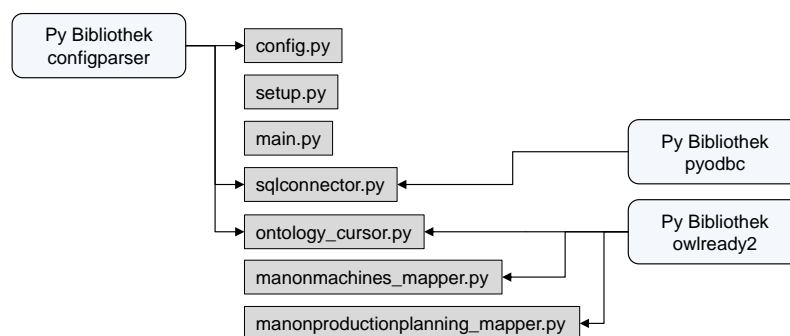 Py Bibliothek
configparser
config.py
setup.py
main.py
sqlconnector.py
ontology_cursor.py
manonmachines_mapper.py
manonproductionplanning_mapper.py
Py Bibliothek
pyodbc
Py Bibliothek
owlready2